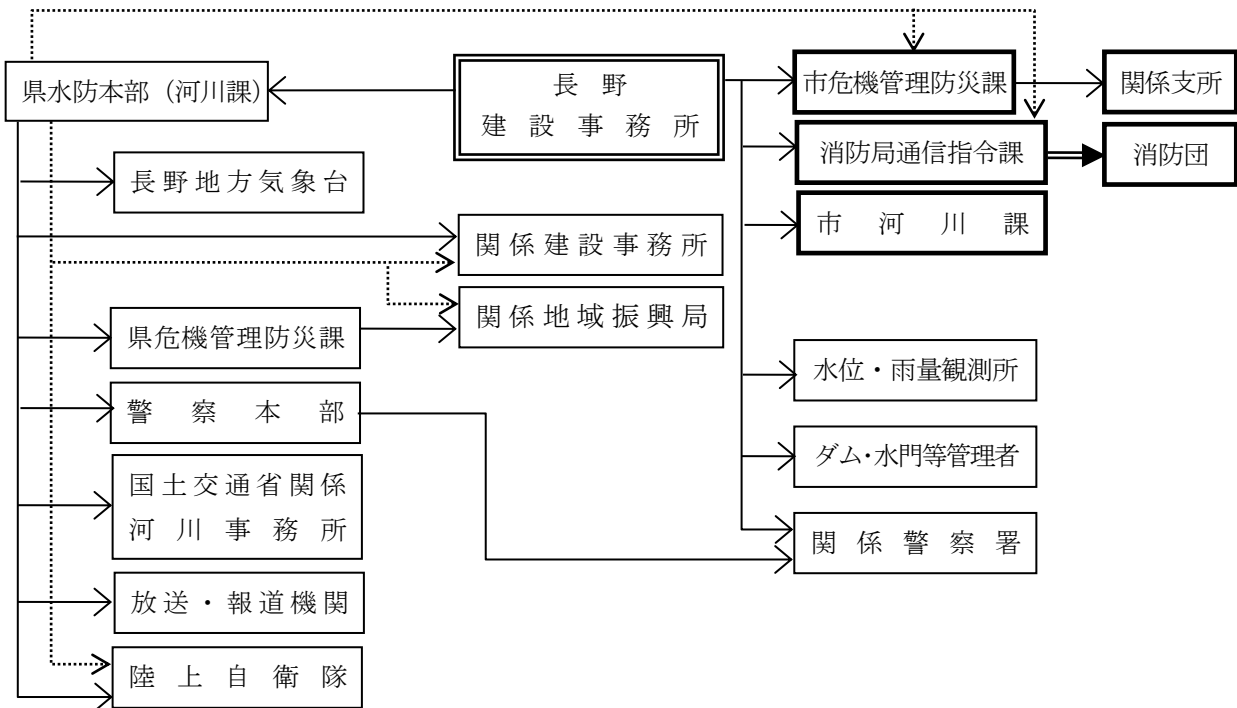 県水防本部（河川課）
長野
建設事務所
市危機管理防災課
関係支所
消防局通信指令課
消防団
市河川課
長野地方気象台
関係建設事務所
関係地域振興局
県危機管理防災課
水位・雨量観測所
警察本部
ダム・水門等管理者
国土交通省関係
河川事務所
関係警察署
放送・報道機関
陸上自衛隊